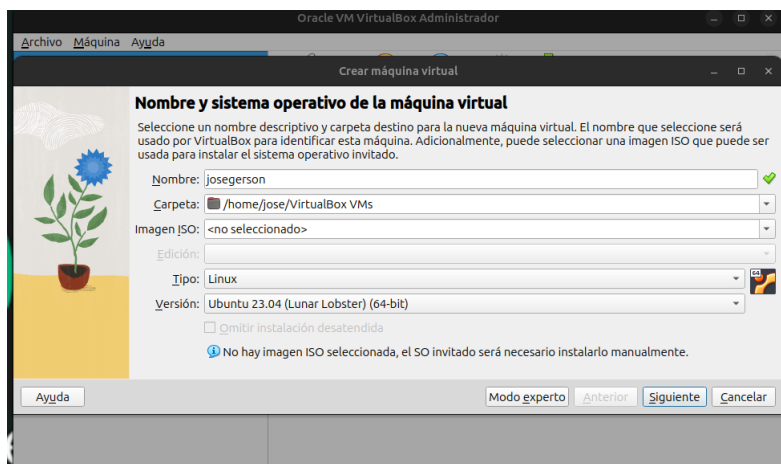 Oracle VM VirtualBox Administrador
Archivo Máquina Ayuda
Crear máquina virtual
Nombre y sistema operativo de la máquina virtual
Seleccione un nombre descriptivo y carpeta destino para la nueva máquina virtual. El nombre que seleccione será
usado por VirtualBox para identificar esta máquina. Adicionalmente, puede seleccionar una imagen ISO que puede ser
usada para instalar el sistema operativo invitado.
Nombre: josegerson
Carpeta: /home/jose/VirtualBox VMs
Imagen ISO: <no seleccionado>
Edición:
Tipo: Linux
64
Versión: Ubuntu 23.04 (Lunar Lobster) (64-bit)
Omitir instalación desatendida
No hay imagen ISO seleccionada, el SO invitado será necesario instalarlo manualmente.
Ayuda Modo experto Anterior Siguiente Cancelar